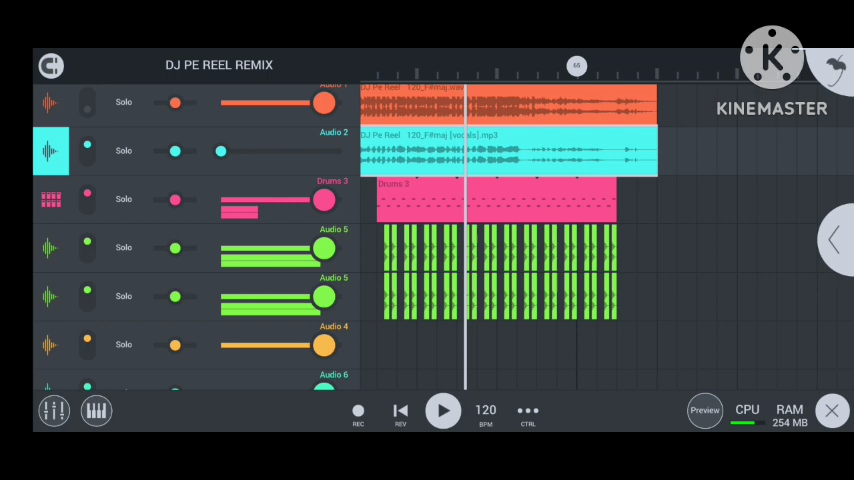 DJ PE REEL REMIX
65
KINEMASTER
Audio 1
Solo
DJ Pe Reel 120_F#maj.wav
Audio 2
Solo
DJ Pe Reel 120_F#maj [vocals].mp3
Drums 3
Solo
Drums 3
Audio 5
Solo
Audio 5
Solo
Audio 4
Solo
Audio 6
REC
REV
120
BPM
CTRL
Preview
CPU
RAM
254 MB